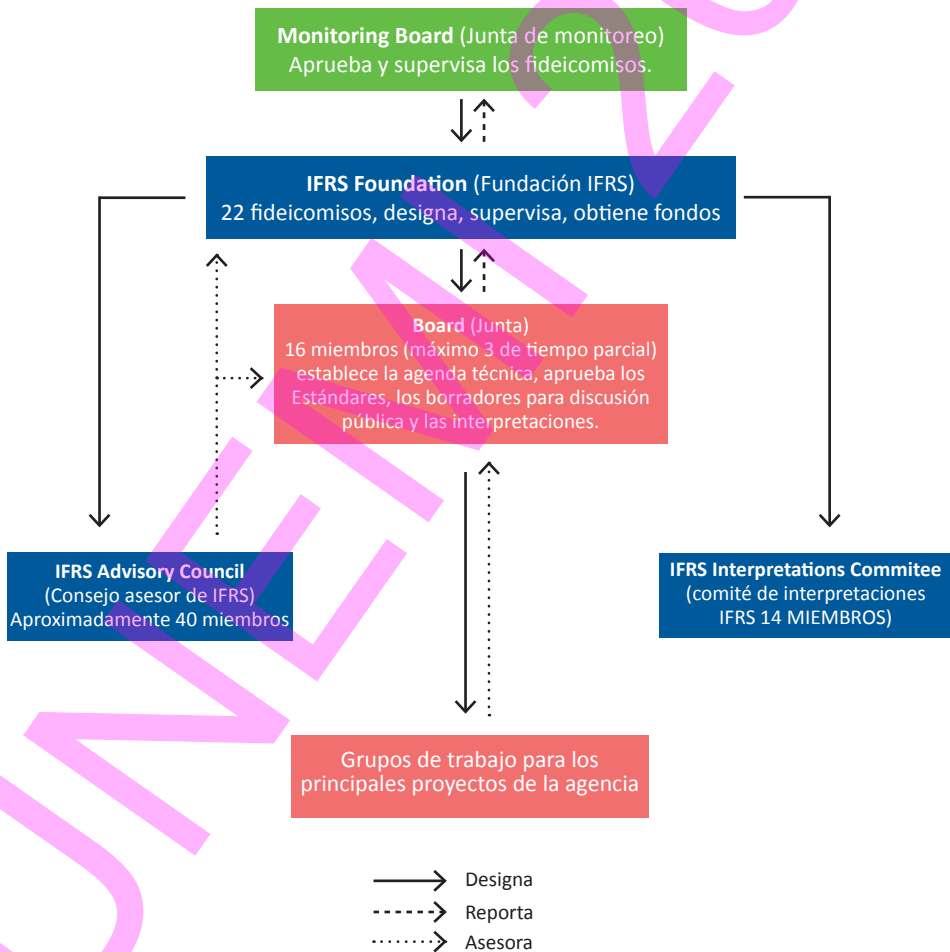 Monitoring Board (Junta de monitoreo)
Aprueba y supervisa los fideicomisos.
IFRS Foundation (Fundación IFRS)
22 fideicomisos, designa, supervisa, obtiene fondos
Board (Junta)
16 miembros (máximo 3 de tiempo parcial)
establece la agenda técnica, aprueba los
Estándares, los borradores para discusión
pública y las interpretaciones.
IFRS Advisory Council
(Consejo asesor de IFRS)
Aproximadamente 40 miembros
IFRS Interpretations Commitee
(comité de interpretaciones
IFRS 14 MIEMBROS)
Grupos de trabajo para los
principales proyectos de la agencia
Designa
Reporta
Asesora
UNEMI